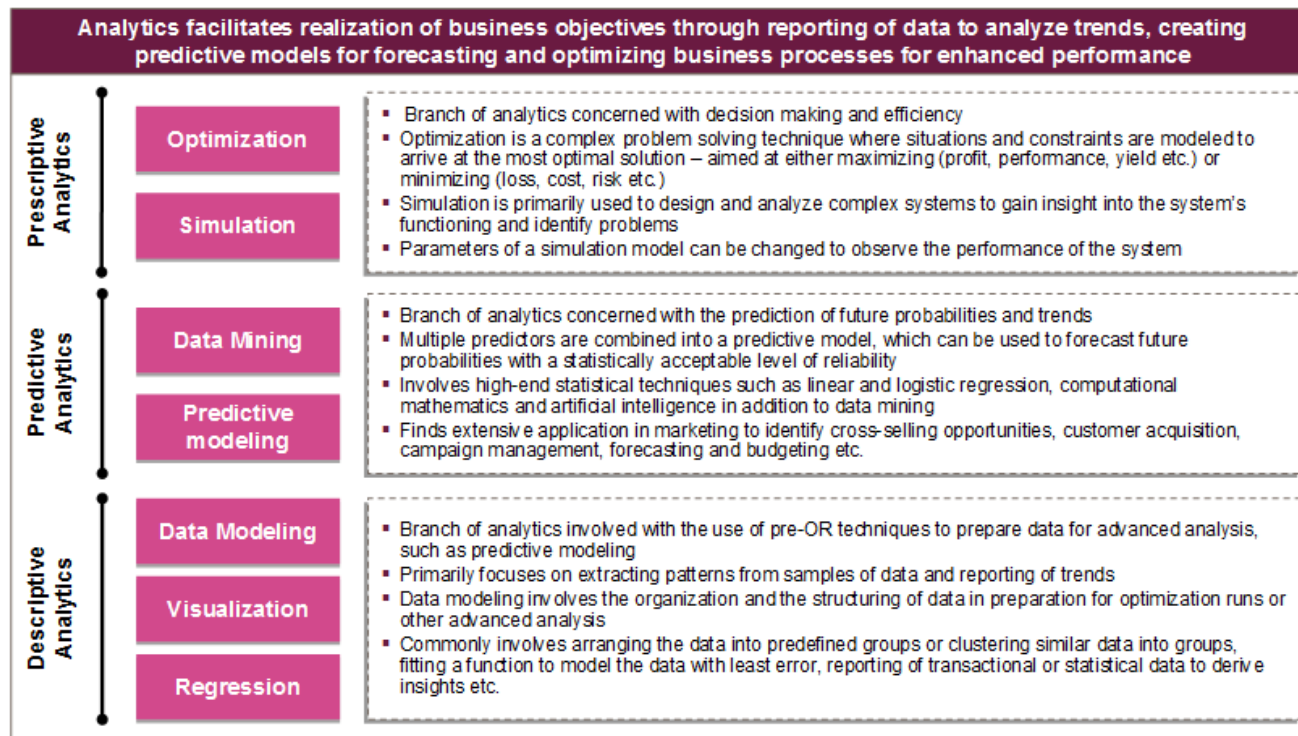 Analytics facilitates realization of business objectives through reporting of data to analyze trends, creating
predictive models for forecasting and optimizing business processes for enhanced performance
Prescriptive
Analytics
Optimization
Simulation
▪ Branch of analytics concerned with decision making and efficiency
▪ Optimization is a complex problem solving technique where situations and constraints are modeled to
arrive at the most optimal solution – aimed at either maximizing (profit, performance, yield etc.) or
minimizing (loss, cost, risk etc.)
▪ Simulation is primarily used to design and analyze complex systems to gain insight into the system's
functioning and identify problems
▪ Parameters of a simulation model can be changed to observe the performance of the system
Predictive
Analytics
Data Mining
Predictive
modeling
▪ Branch of analytics concerned with the prediction of future probabilities and trends
▪ Multiple predictors are combined into a predictive model, which can be used to forecast future
probabilities with a statistically acceptable level of reliability
▪ Involves high-end statistical techniques such as linear and logistic regression, computational
mathematics and artificial intelligence in addition to data mining
▪ Finds extensive application in marketing to identify cross-selling opportunities, customer acquisition,
campaign management, forecasting and budgeting etc.
Descriptive
Analytics
Data Modeling
Visualization
Regression
▪ Branch of analytics involved with the use of pre-OR techniques to prepare data for advanced analysis,
such as predictive modeling
▪ Primarily focuses on extracting patterns from samples of data and reporting of trends
▪ Data modeling involves the organization and the structuring of data in preparation for optimization runs or
other advanced analysis
▪ Commonly involves arranging the data into predefined groups or clustering similar data into groups,
fitting a function to model the data with least error, reporting of transactional or statistical data to derive
insights etc.